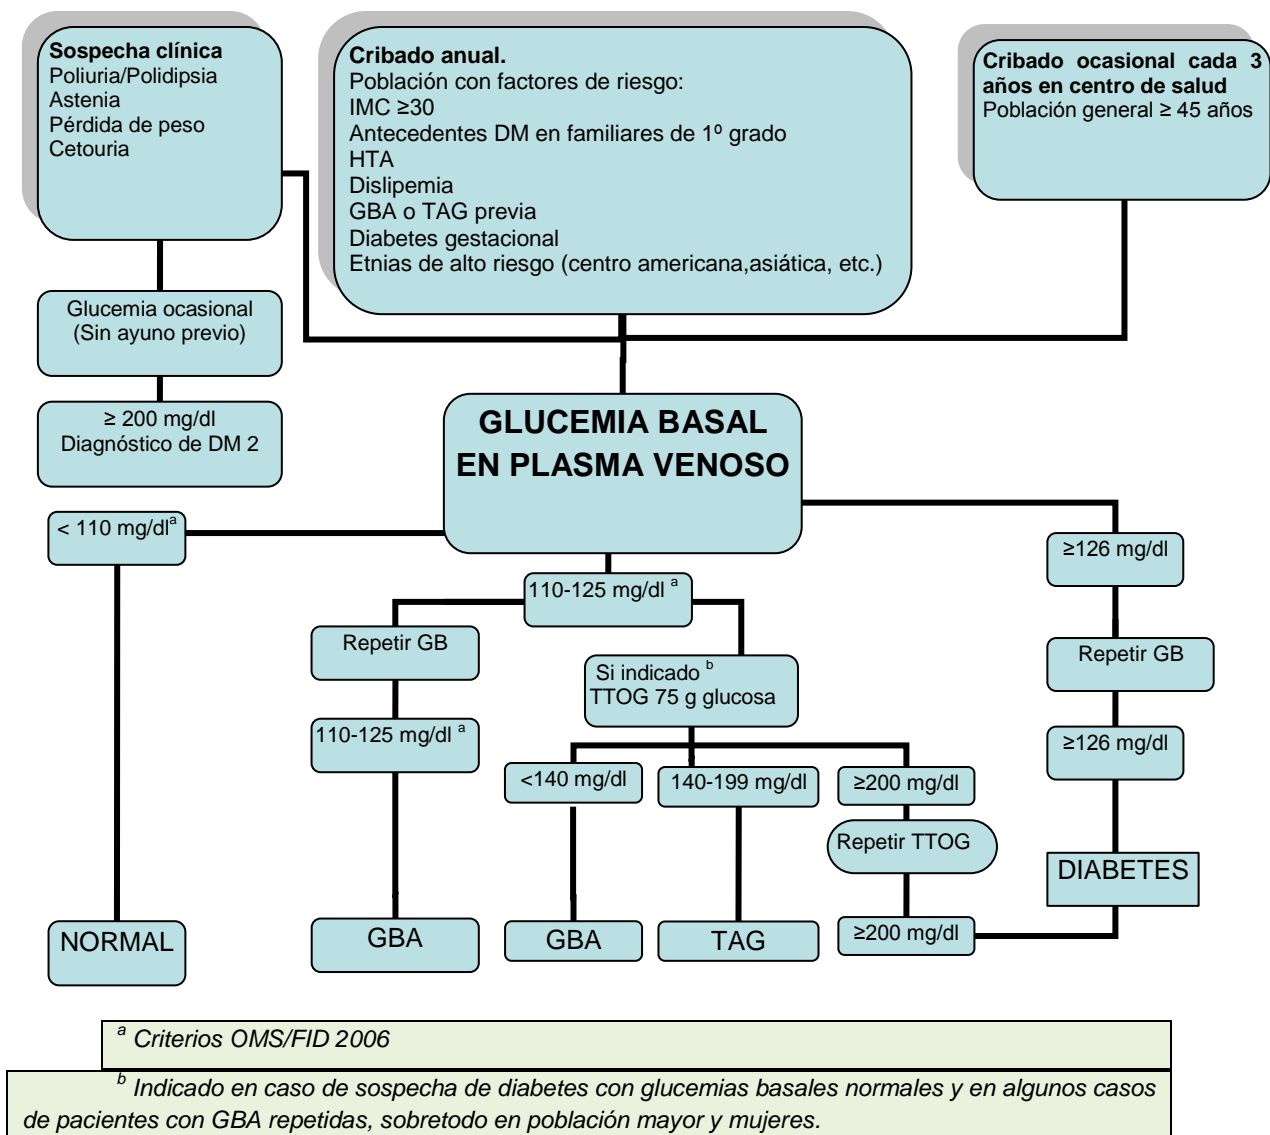 Sospecha clínica
Poliuria/Polidipsia
Astenia
Pérdida de peso
Cetouria
Cribado anual.
Población con factores de riesgo:
IMC ≥30
Antecedentes DM en familiares de 1º grado
HTA
Dislipemia
GBA o TAG previa
Diabetes gestacional
Etnias de alto riesgo (centro americana,asiática, etc.)
Cribado ocasional cada 3
años en centro de salud
Población general ≥ 45 años
Glucemia ocasional
(Sin ayuno previo)
≥ 200 mg/dl
Diagnóstico de DM 2
GLUCEMIA BASAL
EN PLASMA VENOSO
< 110 mg/dl a
110-125 mg/dl a
≥126 mg/dl
Repetir GB
Si indicado b
TTOG 75 g glucosa
Repetir GB
110-125 mg/dl a
≥126 mg/dl
<140 mg/dl
140-199 mg/dl
≥200 mg/dl
Repetir TTOG
DIABETES
NORMAL
GBA
GBA
TAG
≥200 mg/dl
a Criterios OMS/FID 2006
b Indicado en caso de sospecha de diabetes con glucemias basales normales y en algunos casos
de pacientes con GBA repetidas, sobretodo en población mayor y mujeres.